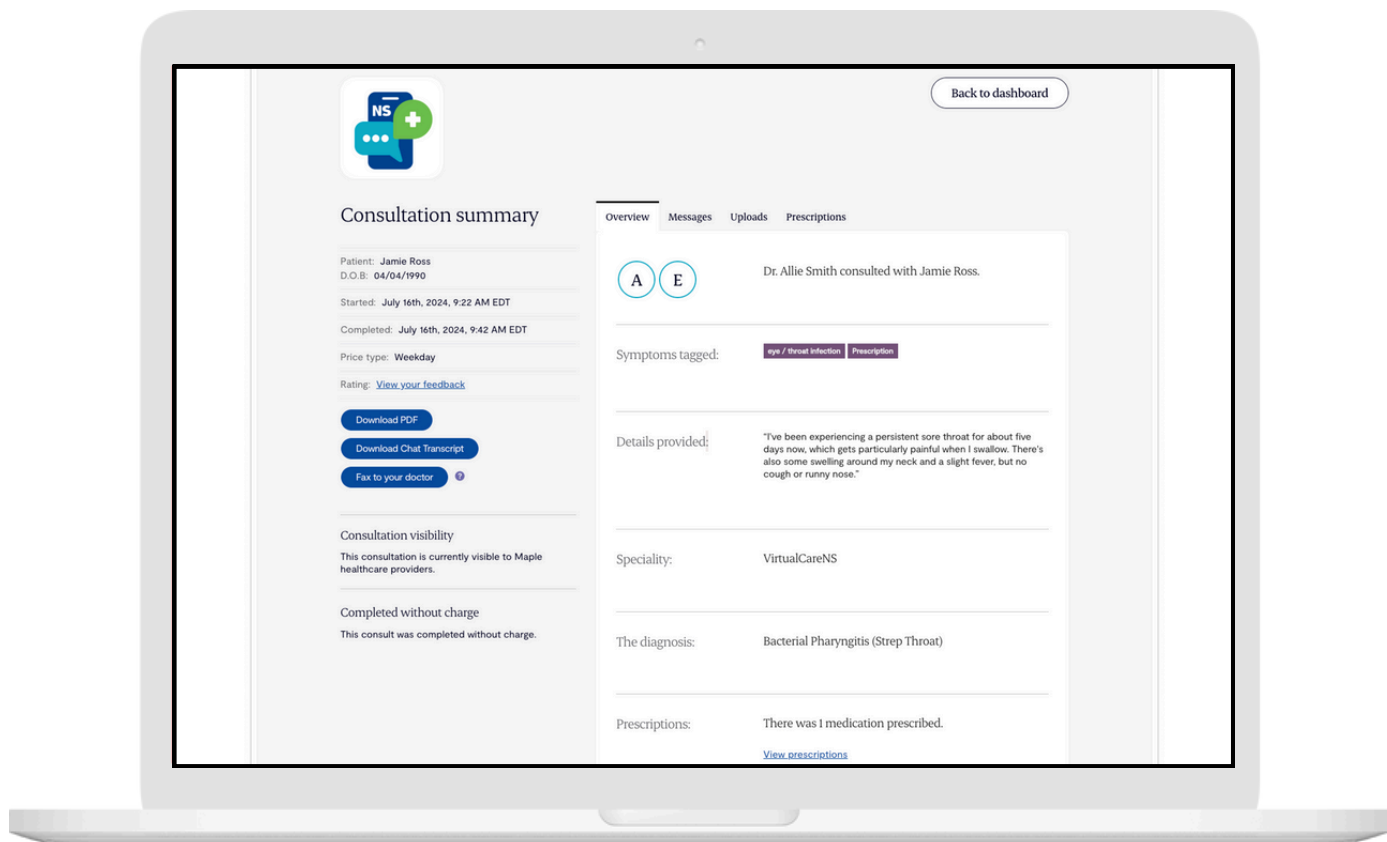 NS
Back to dashboard
Consultation summary
Patient: Jamie Ross
D.O.B: 04/04/1990
Started: July 16th, 2024, 9:22 AM EDT
Completed: July 16th, 2024, 9:42 AM EDT
Price type: Weekday
Rating: View your feedback
Download PDF
Download Chat Transcript
Fax to your doctor ?
Consultation visibility
This consultation is currently visible to Maple
healthcare providers.
Completed without charge
This consult was completed without charge.
Overview Messages Uploads Prescriptions
A E
Dr. Allie Smith consulted with Jamie Ross.
Symptoms tagged:
eye / throat infection Prescription
Details provided:
"I've been experiencing a persistent sore throat for about five
days now, which gets particularly painful when I swallow. There's
also some swelling around my neck and a slight fever, but no
cough or runny nose."
Speciality:
VirtualCareNS
The diagnosis:
Bacterial Pharyngitis (Strep Throat)
Prescriptions:
There was 1 medication prescribed.
View prescriptions